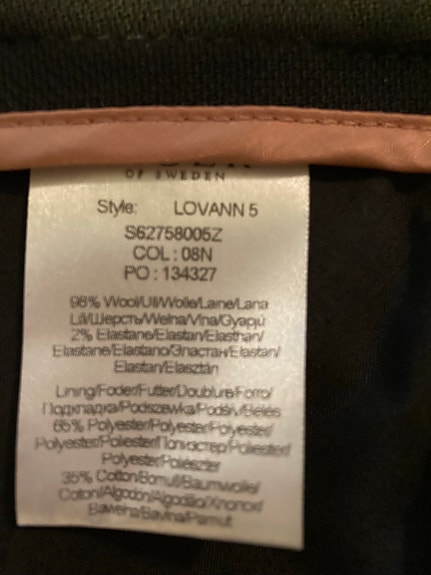 OF SWEDEN
Style: LOVANN 5
S62758005Z
COL : 08N
PO : 134327
98% Wool/Ull/Wolle/Laine/Lana
Lã/Шерсть/Welna/Vlna/Gyapjú
2% Elastane/Elastan/Elasthan/
Elastane/Elastano/Эластан/Elastan/
Elastan/Elasztán
Lining/Foder/Futter/Doublure/Forro/
Подкладка/Podszewka/Podšív/Bélés
65% Polyester/Polyester/Polyester/
Polyester/Poliester/Полиэстер/Poliester/
Polyester/Poliészter
35% Cotton/Bomull/Baumwolle/
Coton/Algodón/Algodão/Хлопок/
Bawełna/Bavlna/Pamut